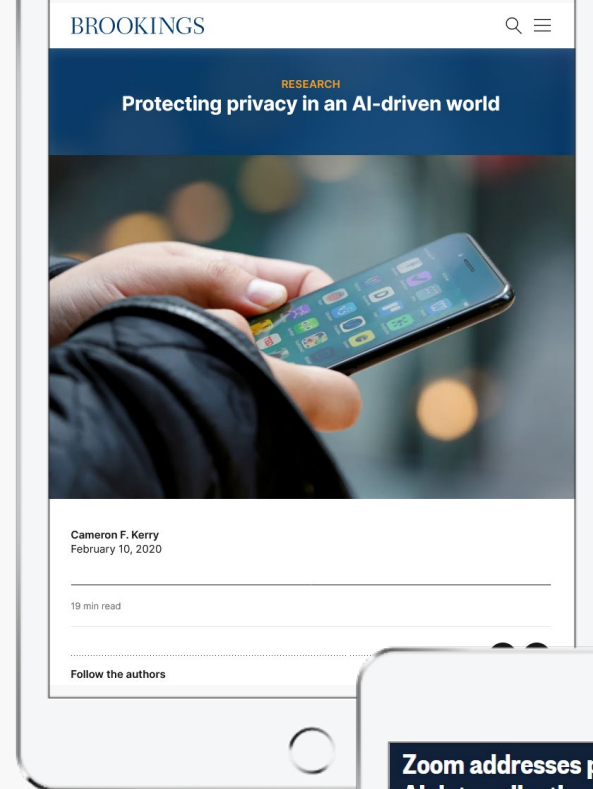 BROOKINGS
RESEARCH
Protecting privacy in an AI-driven world
Cameron F. Kerry
February 10, 2020
19 min read
Follow the authors
Zoom addresses